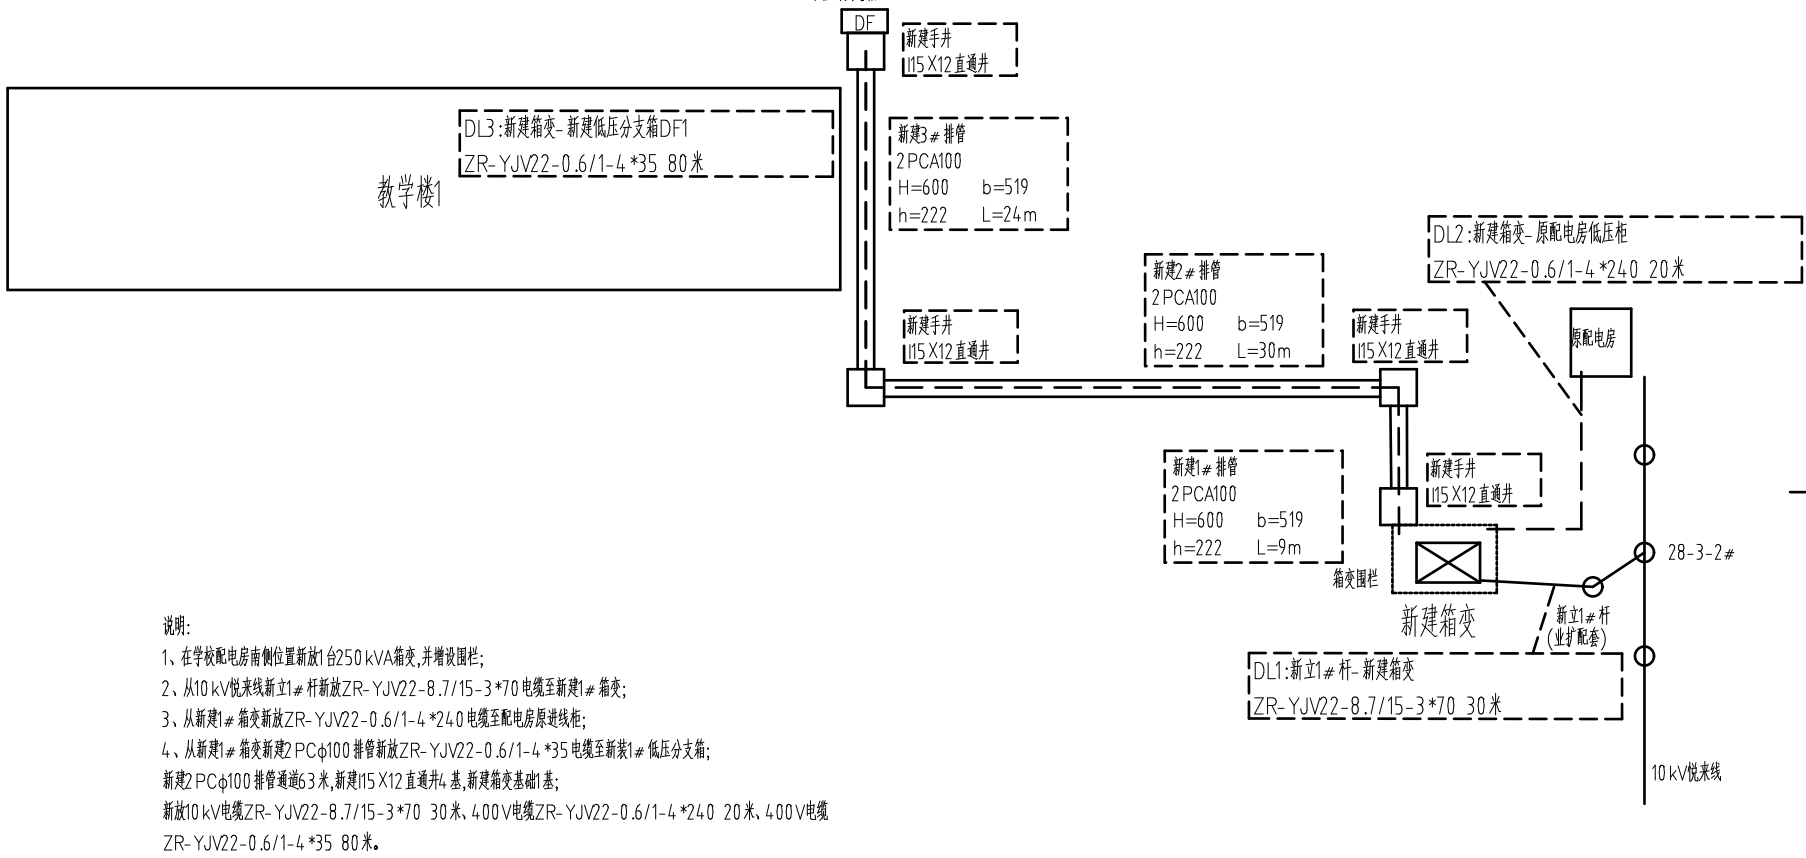 DF
新建手井
I15X12直通井
DL3:新建箱变-新建低压分支箱DF1
ZR-YJV22-0.6/1-4*35 80米
教学楼1
新建3#排管
2PCA100
H=600 b=519
h=222 L=24m
DL2:新建箱变-原配电房低压柜
ZR-YJV22-0.6/1-4*240 20米
新建2#排管
2PCA100
H=600 b=519
h=222 L=30m
新建手井
I15X12直通井
新建手井
I15X12直通井
原配电房
新建1#排管
2PCA100
H=600 b=519
h=222 L=9m
新建手井
I15X12直通井
28-3-2#
箱变围栏
新建箱变
新立1#杆
(业扩配套)
DL1:新立1#杆-新建箱变
ZR-YJV22-8.7/15-3*70 30米
10kV悦来线
说明:
1、在学校配电房南侧位置新放1台250kVA箱变,并增设围栏;
2、从10kV悦来线新立1#杆新放ZR-YJV22-8.7/15-3*70电缆至新建1#箱变;
3、从新建1#箱变新放ZR-YJV22-0.6/1-4*240电缆至配电房原进线柜;
4、从新建1#箱变新建2PCϕ100排管新放ZR-YJV22-0.6/1-4*35电缆至新装1#低压分支箱;
新建2PCϕ100排管通道63米,新建I15X12直通井4基,新建箱变基础1基;
新放10kV电缆ZR-YJV22-8.7/15-3*70 30米、400V电缆ZR-YJV22-0.6/1-4*240 20米、400V电缆
ZR-YJV22-0.6/1-4*35 80米。